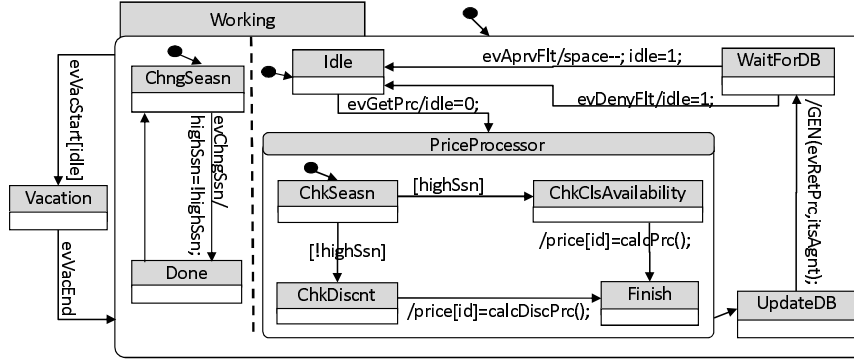 Working
ChngSeasn
Idle
evAprvFlt/space--; idle=1;
WaitForDB
evDenyFlt/idle=1;
evGetPrc/idle=0;
evVacStart[idle]
evChngSsn/
highSsn=!highSsn;
PriceProcessor
/GEN(evRetPrc,itsAgnt);
Vacation
ChkSeasn
[highSsn]
ChkClsAvailability
[!highSsn]
/price[id]=calcPrc();
evVacEnd
Done
ChkDiscnt
/price[id]=calcDiscPrc();
Finish
UpdateDB